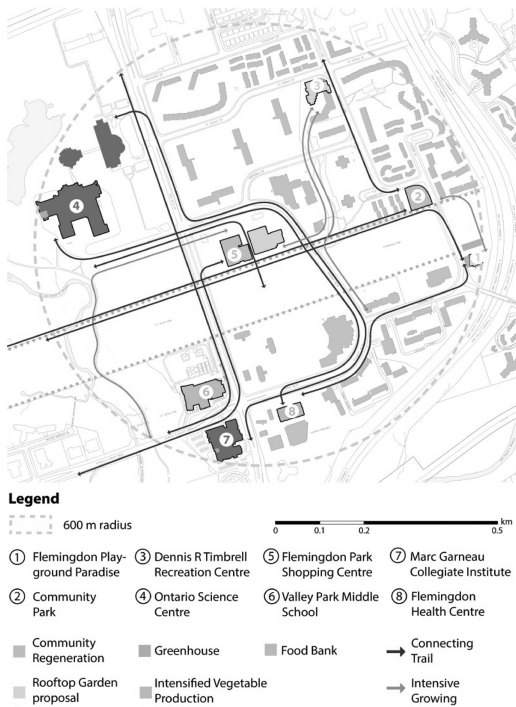 3
4
2
5
6
8
7
Legend
600 m radius
0 0.1 0.2 0.5 km
1 Flemingdon Play-
ground Paradise
3 Dennis R Timbrell
Recreation Centre
5 Flemingdon Park
Shopping Centre
7 Marc Garneau
Collegiate Institute
2 Community
Park
4 Ontario Science
Centre
6 Valley Park Middle
School
8 Flemingdon
Health Centre
Community
Regeneration
Greenhouse
Food Bank
Connecting
Trail
Rooftop Garden
proposal
Intensified Vegetable
Production
Intensive
Growing